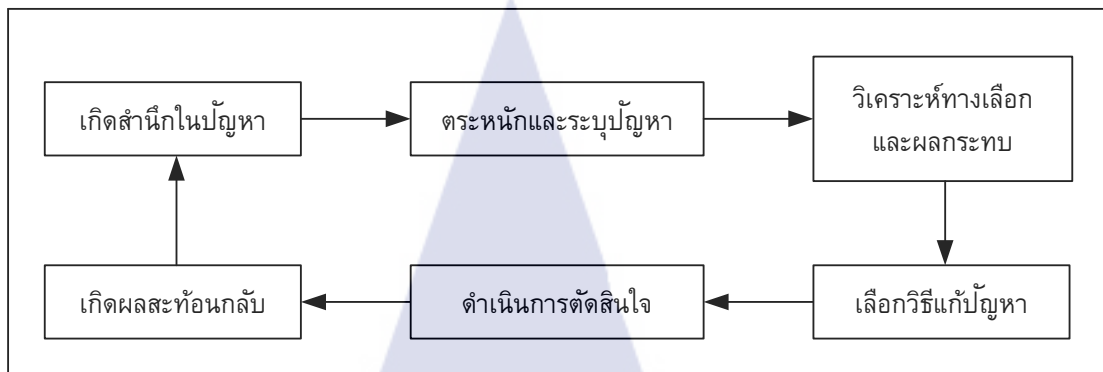 เกิดสำนึกในปัญหา
ตระหนักและระบุปัญหา
วิเคราะห์ทางเลือก
และผลกระทบ
เลือกวิธีแก้ปัญหา
ดำเนินการตัดสินใจ
เกิดผลสะท้อนกลับ